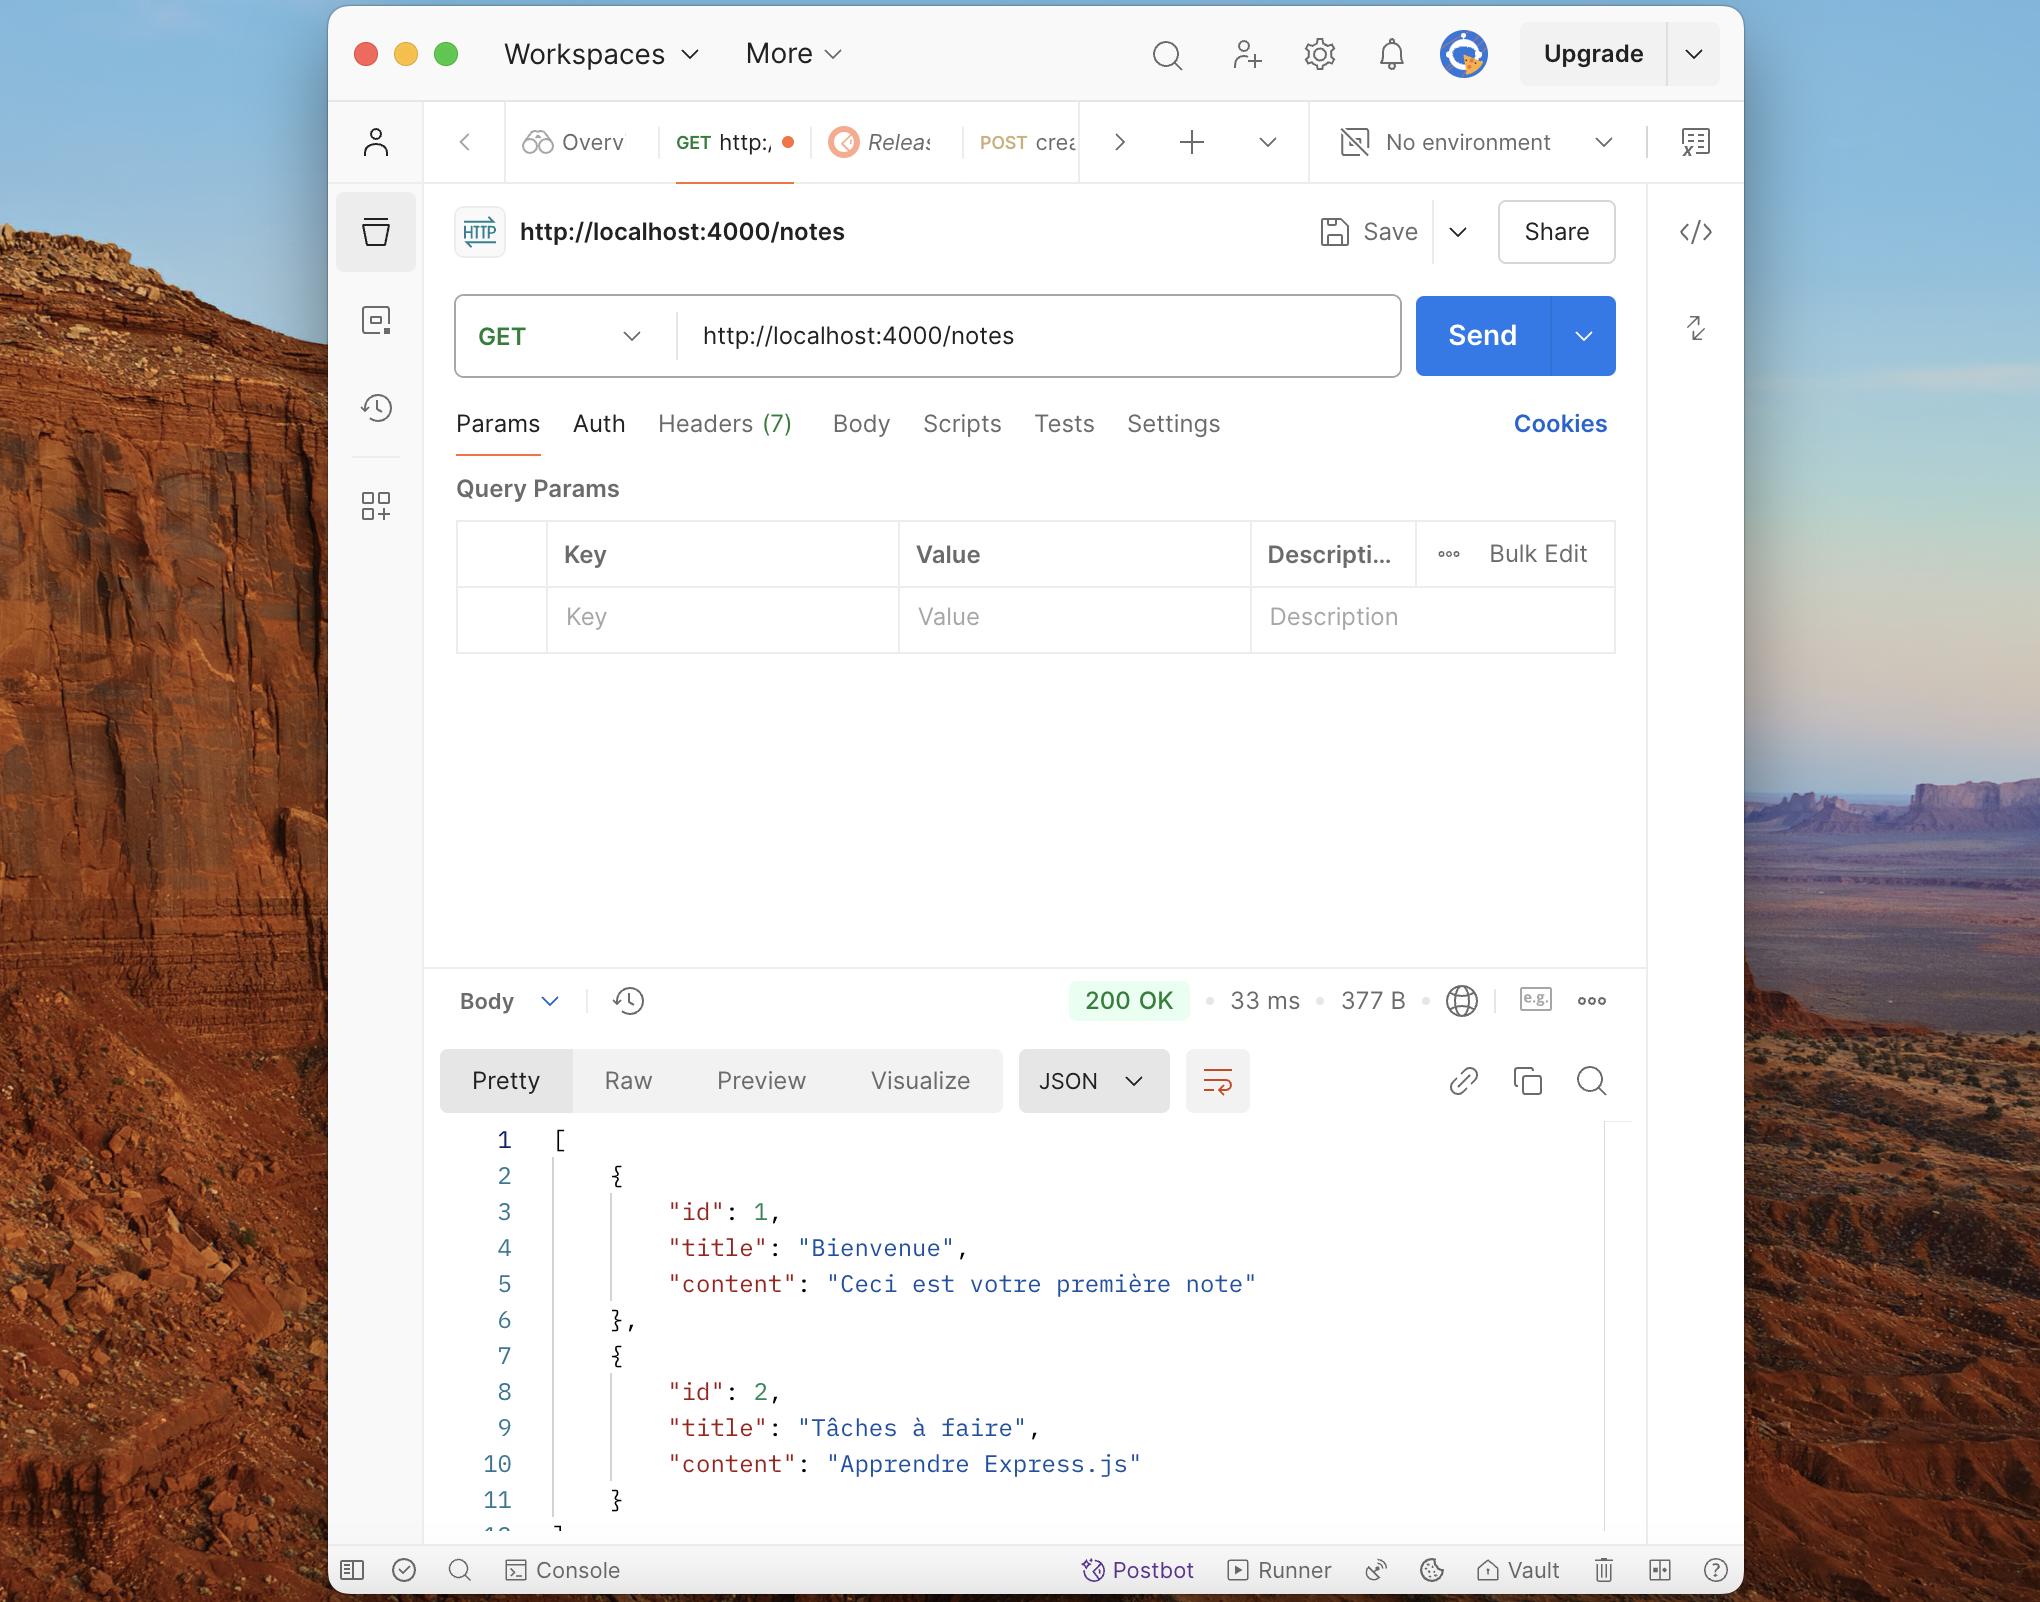 Workspaces More Upgrade
Overv GET http:/ Releas POST crea No environment
HTTP http://localhost:4000/notes Save Share
GET http://localhost:4000/notes Send
Params Auth Headers (7) Body Scripts Tests Settings Cookies
Query Params
Key Value Descripti... Bulk Edit
Key Value Description
Body 200 OK 33 ms 377 B e.g.
Pretty Raw Preview Visualize JSON
1 [
2 {
3 "id": 1,
4 "title": "Bienvenue",
5 "content": "Ceci est votre première note"
6 },
7 {
8 "id": 2,
9 "title": "Tâches à faire",
10 "content": "Apprendre Express.js"
11 }
Console Postbot Runner Vault